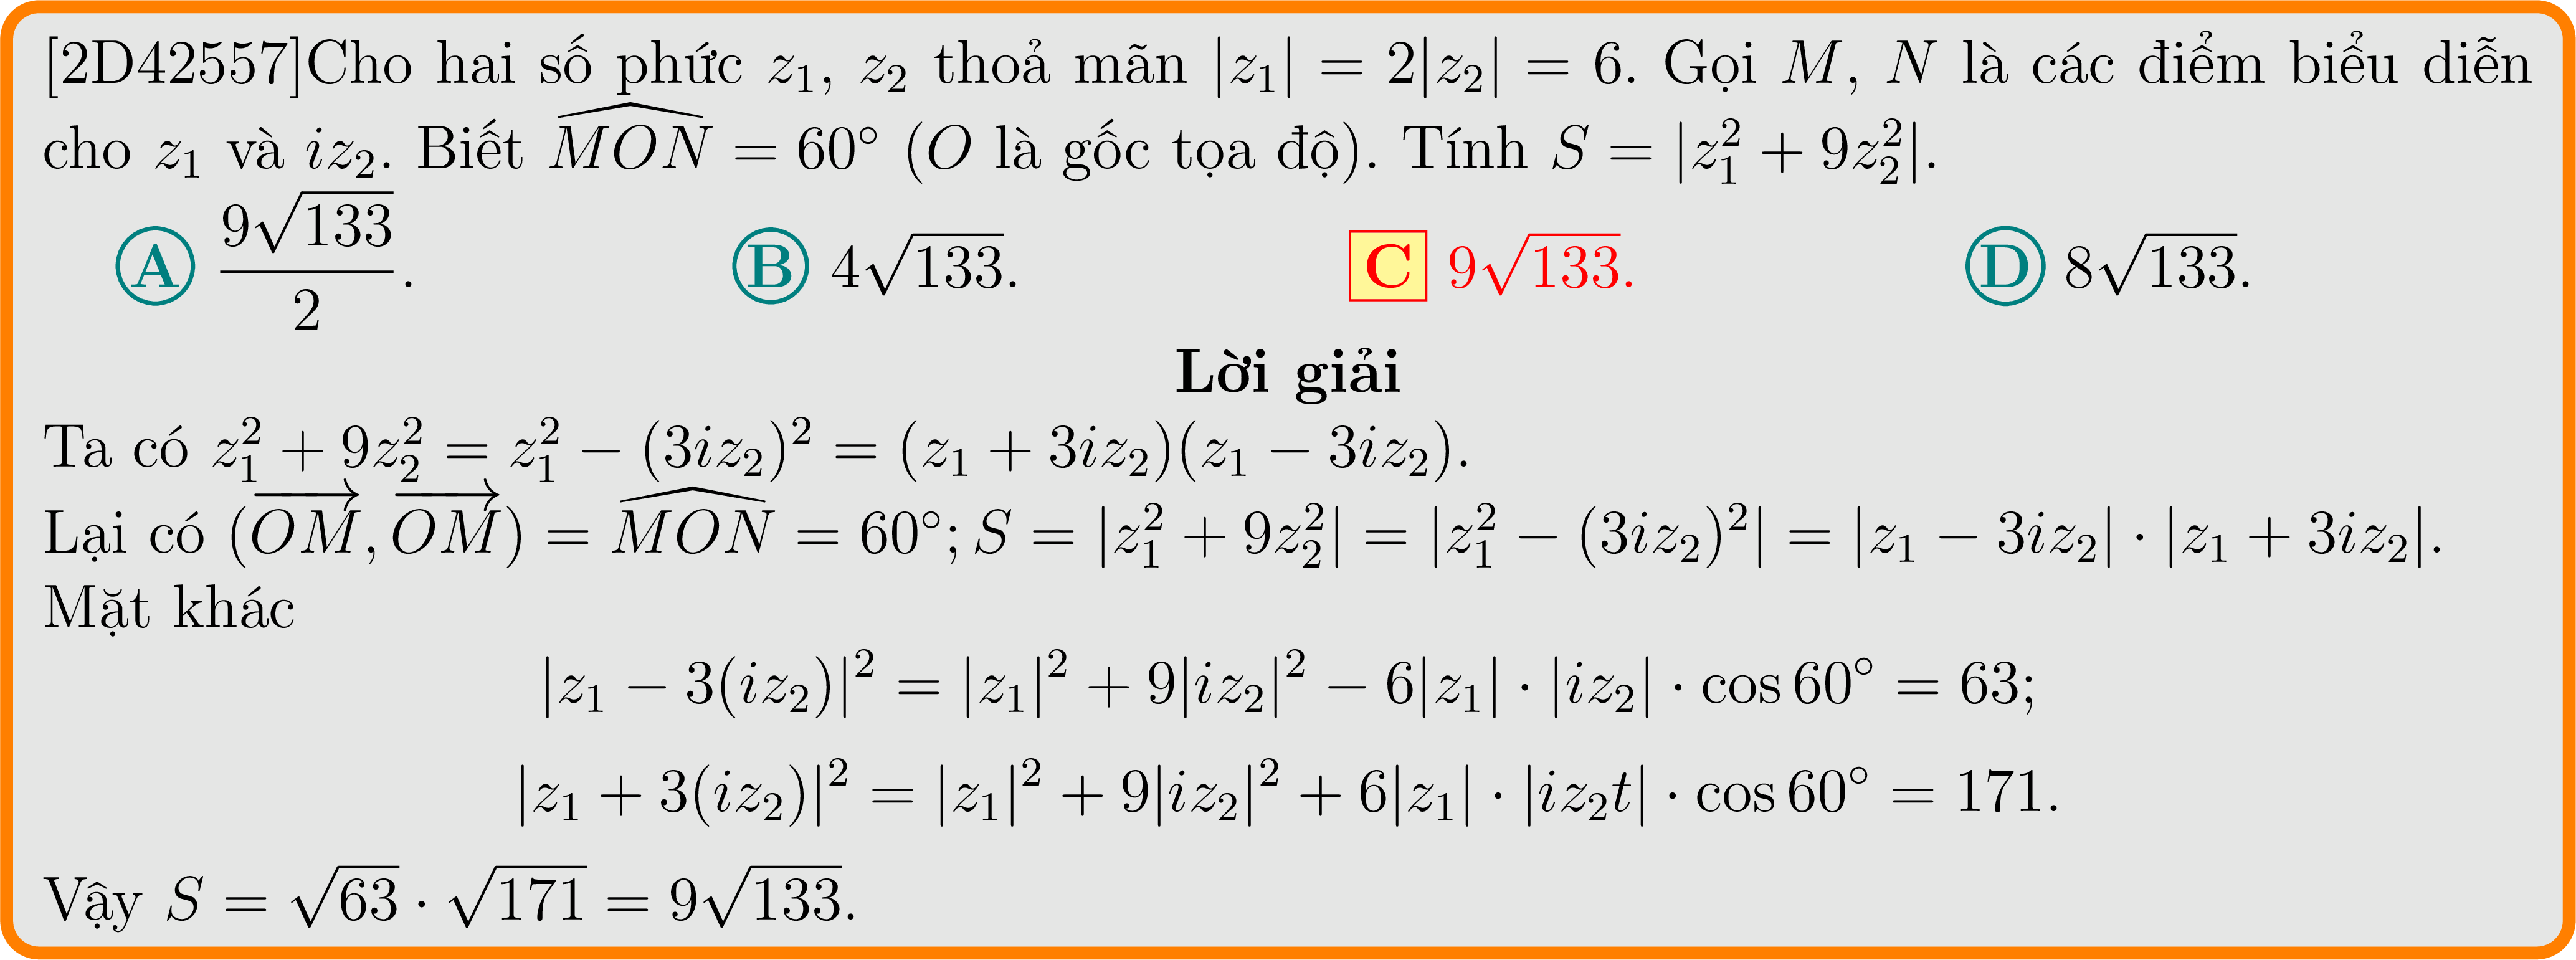 [2D42557]Cho hai số phức $z_1$, $z_2$ thoả mãn $|z_1| = 2|z_2| = 6$. Gọi $M$, $N$ là các điểm biểu diễn
cho $z_1$ và $iz_2$. Biết $\widehat{MON} = 60^\circ$ ($O$ là gốc tọa độ). Tính $S = |z_1^2 + 9z_2^2|$.
A $\dfrac{9\sqrt{133}}{2}$. B $4\sqrt{133}$. C $9\sqrt{133}$. D $8\sqrt{133}$.
Lời giải
Ta có $z_1^2 + 9z_2^2 = z_1^2 - (3iz_2)^2 = (z_1 + 3iz_2)(z_1 - 3iz_2)$.
Lại có $(\overrightarrow{OM}, \overrightarrow{OM}) = \widehat{MON} = 60^\circ; S = |z_1^2 + 9z_2^2| = |z_1^2 - (3iz_2)^2| = |z_1 - 3iz_2| \cdot |z_1 + 3iz_2|$.
Mặt khác
$|z_1 - 3(iz_2)|^2 = |z_1|^2 + 9|iz_2|^2 - 6|z_1| \cdot |iz_2| \cdot \cos 60^\circ = 63;$
$|z_1 + 3(iz_2)|^2 = |z_1|^2 + 9|iz_2|^2 + 6|z_1| \cdot |iz_2t| \cdot \cos 60^\circ = 171.$
Vậy $S = \sqrt{63} \cdot \sqrt{171} = 9\sqrt{133}$.